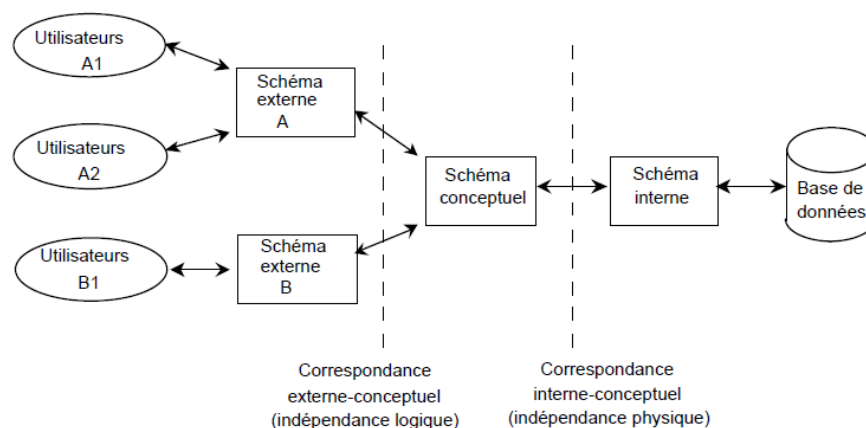 Utilisateurs
A1
Schéma
externe
A
Utilisateurs
A2
Schéma
conceptuel
Schéma
interne
Base de
données
Utilisateurs
B1
Schéma
externe
B
Correspondance
externe-conceptuel
(indépendance logique)
Correspondance
interne-conceptuel
(indépendance physique)